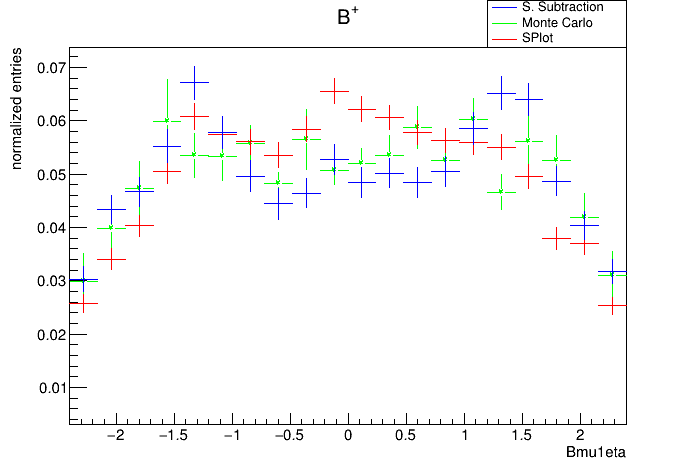 B+
S. Subtraction
Monte Carlo
SPlot
normalized entries
0.07
0.06
0.05
0.04
0.03
0.02
0.01
−2 −1.5 −1 −0.5 0 0.5 1 1.5 2
Bmu1eta